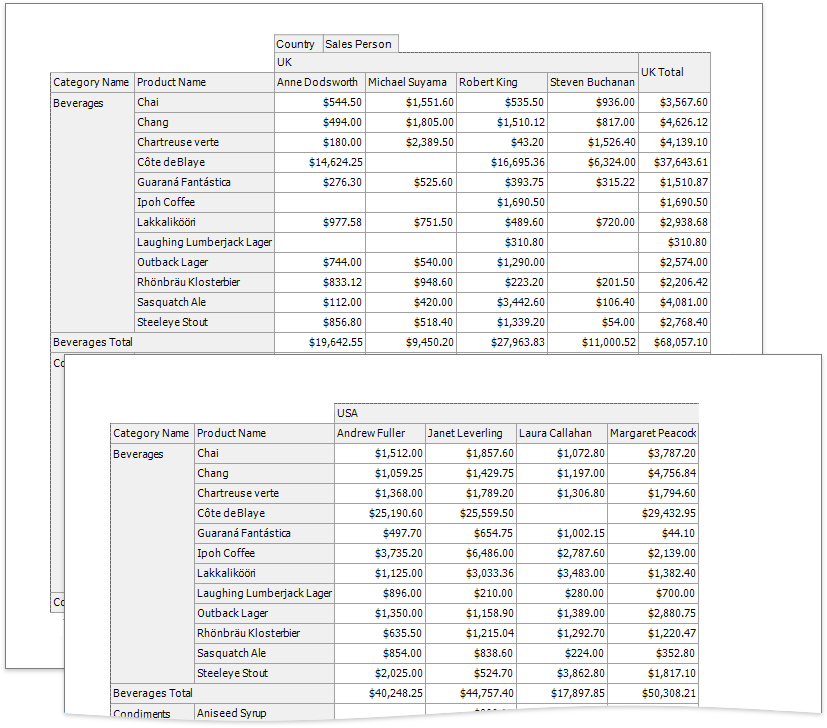 Country Sales Person
UK
UK Total
Category Name Product Name Anne Dodsworth Michael Suyama Robert King Steven Buchanan
Beverages Chai $544.50 $1,551.60 $535.50 $936.00 $3,567.60
Chang $494.00 $1,805.00 $1,510.12 $817.00 $4,626.12
Chartreuse verte $180.00 $2,389.50 $43.20 $1,526.40 $4,139.10
Côte de Blaye $14,624.25 $16,695.36 $6,324.00 $37,643.61
Guaraná Fantástica $276.30 $525.60 $393.75 $315.22 $1,510.87
Ipoh Coffee $1,690.50 $1,690.50
Lakkalikööri $977.58 $751.50 $489.60 $720.00 $2,938.68
Laughing Lumberjack Lager $310.80 $310.80
Outback Lager $744.00 $540.00 $1,290.00 $2,574.00
Rhönbräu Klosterbier $833.12 $948.60 $223.20 $201.50 $2,206.42
Sasquatch Ale $112.00 $420.00 $3,442.60 $106.40 $4,081.00
Steeleye Stout $856.80 $518.40 $1,339.20 $54.00 $2,768.40
Beverages Total $19,642.55 $9,450.20 $27,963.83 $11,000.52 $68,057.10
USA
Category Name Product Name Andrew Fuller Janet Leverling Laura Callahan Margaret Peacock
Beverages Chai $1,512.00 $1,857.60 $1,072.80 $3,787.20
Chang $1,059.25 $1,429.75 $1,197.00 $4,756.84
Chartreuse verte $1,368.00 $1,789.20 $1,306.80 $1,794.60
Côte de Blaye $25,190.60 $25,559.50 $29,432.95
Guaraná Fantástica $497.70 $654.75 $1,002.15 $44.10
Ipoh Coffee $3,735.20 $6,486.00 $2,787.60 $2,139.00
Lakkalikööri $1,125.00 $3,033.36 $3,483.00 $1,382.40
Laughing Lumberjack Lager $896.00 $210.00 $280.00 $700.00
Outback Lager $1,350.00 $1,158.90 $1,389.00 $2,880.75
Rhönbräu Klosterbier $635.50 $1,215.04 $1,292.70 $1,220.47
Sasquatch Ale $854.00 $838.60 $224.00 $352.80
Steeleye Stout $2,025.00 $524.70 $3,862.80 $1,817.10
Beverages Total $40,248.25 $44,757.40 $17,897.85 $50,308.21
Condiments Aniseed Syrup